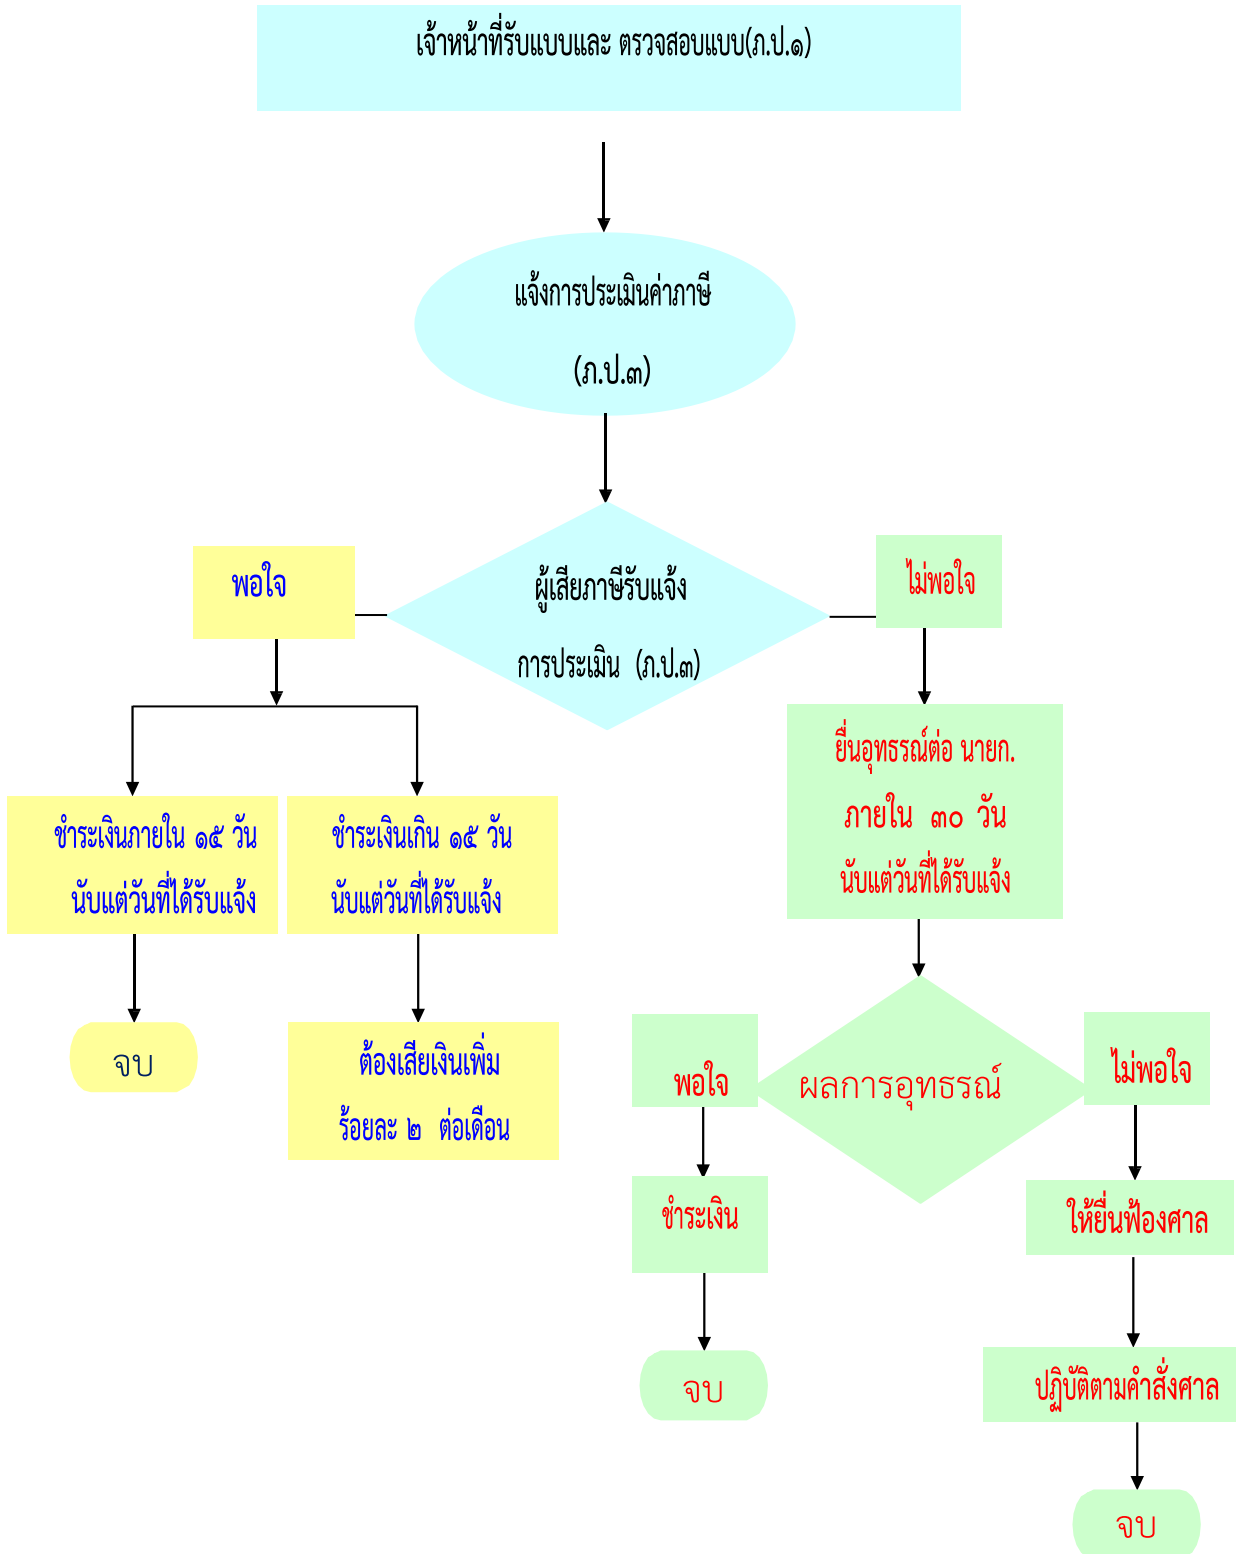 เจ้าหน้าที่รับแบบและ ตรวจสอบแบบ(ภ.ป.๑)
แจ้งการประเมินค่าภาษี
(ภ.ป.๓)
ผู้เสียภาษีรับแจ้ง
การประเมิน (ภ.ป.๓)
พอใจ
ไม่พอใจ
ชำระเงินภายใน ๑๕ วัน
นับแต่วันที่ได้รับแจ้ง
ชำระเงินเกิน ๑๕ วัน
นับแต่วันที่ได้รับแจ้ง
จบ
ต้องเสียเงินเพิ่ม
ร้อยละ ๒ ต่อเดือน
ยื่นอุทธรณ์ต่อ นายก.
ภายใน ๓๐ วัน
นับแต่วันที่ได้รับแจ้ง
ผลการอุทธรณ์
พอใจ
ไม่พอใจ
ชำระเงิน
จบ
ให้ยื่นฟ้องศาล
ปฏิบัติตามคำสั่งศาล
จบ